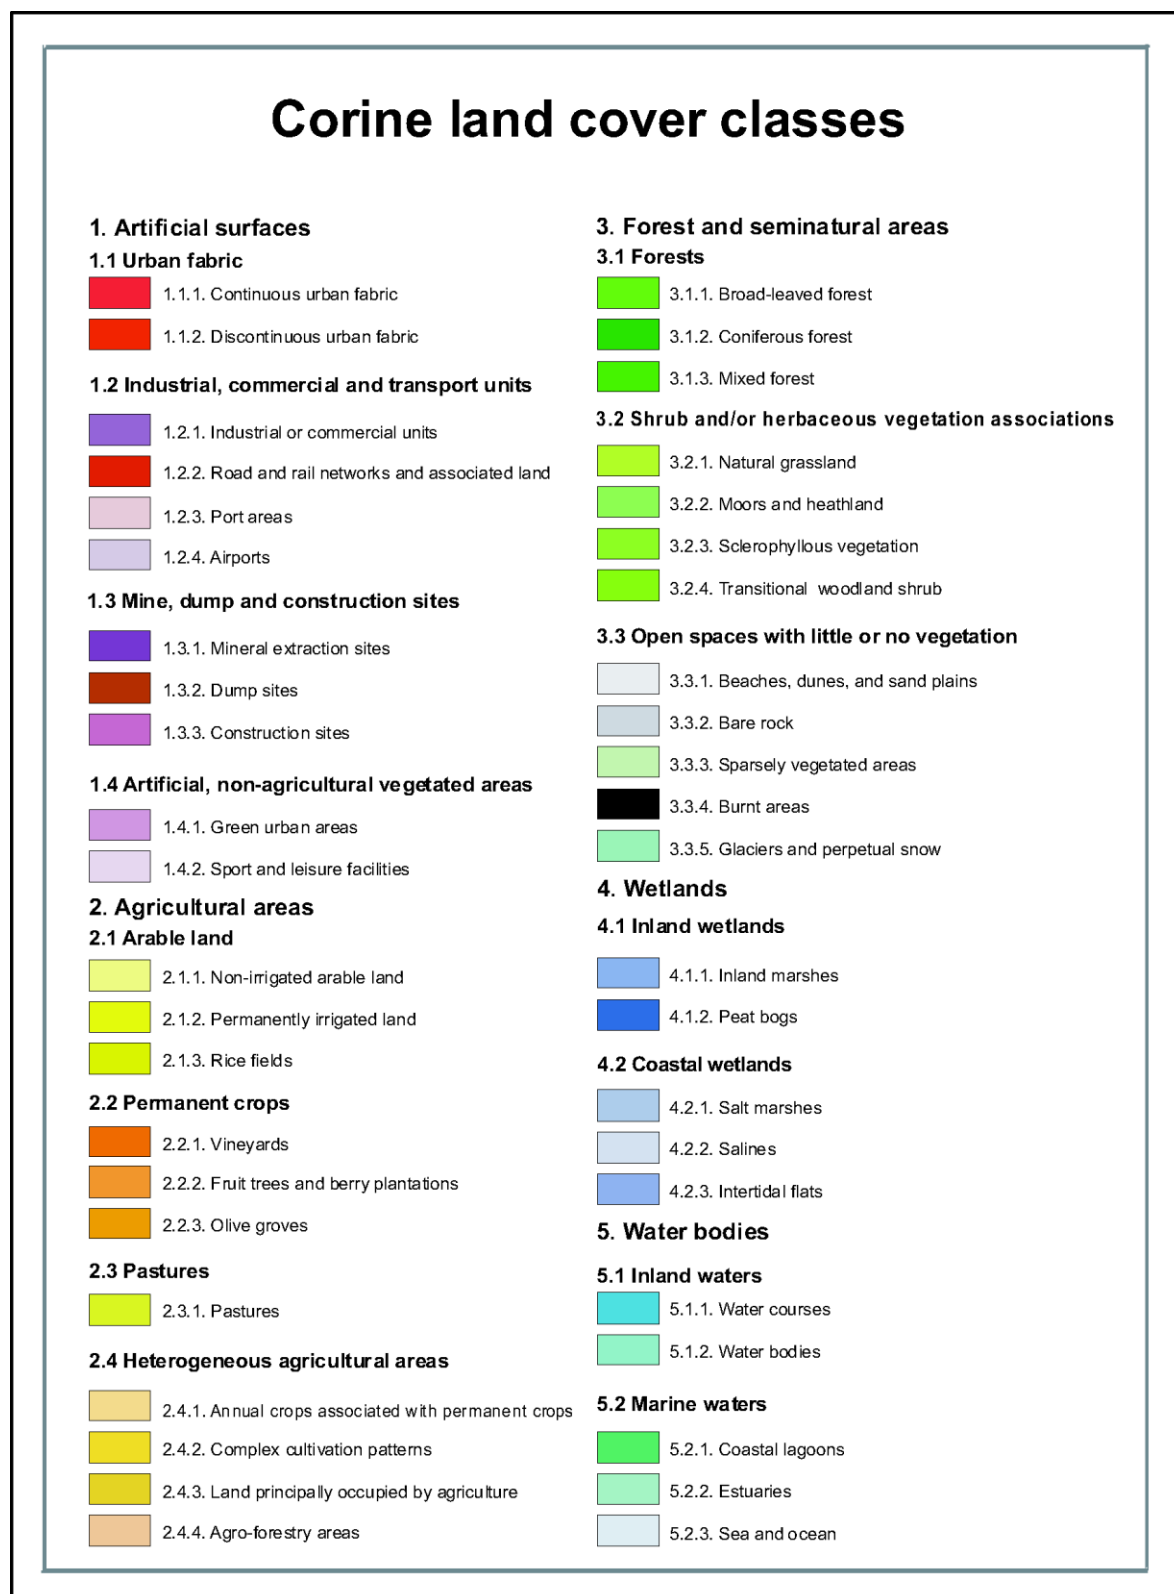 Corine land cover classes
1. Artificial surfaces
1.1 Urban fabric
1.1.1. Continuous urban fabric
1.1.2. Discontinuous urban fabric
1.2 Industrial, commercial and transport units
1.2.1. Industrial or commercial units
1.2.2. Road and rail networks and associated land
1.2.3. Port areas
1.2.4. Airports
1.3 Mine, dump and construction sites
1.3.1. Mineral extraction sites
1.3.2. Dump sites
1.3.3. Construction sites
1.4 Artificial, non-agricultural vegetated areas
1.4.1. Green urban areas
1.4.2. Sport and leisure facilities
2. Agricultural areas
2.1 Arable land
2.1.1. Non-irrigated arable land
2.1.2. Permanently irrigated land
2.1.3. Rice fields
2.2 Permanent crops
2.2.1. Vineyards
2.2.2. Fruit trees and berry plantations
2.2.3. Olive groves
2.3 Pastures
2.3.1. Pastures
2.4 Heterogeneous agricultural areas
2.4.1. Annual crops associated with permanent crops
2.4.2. Complex cultivation patterns
2.4.3. Land principally occupied by agriculture
2.4.4. Agro-forestry areas
3. Forest and seminatural areas
3.1 Forests
3.1.1. Broad-leaved forest
3.1.2. Coniferous forest
3.1.3. Mixed forest
3.2 Shrub and/or herbaceous vegetation associations
3.2.1. Natural grassland
3.2.2. Moors and heathland
3.2.3. Sclerophyllous vegetation
3.2.4. Transitional woodland shrub
3.3 Open spaces with little or no vegetation
3.3.1. Beaches, dunes, and sand plains
3.3.2. Bare rock
3.3.3. Sparsely vegetated areas
3.3.4. Burnt areas
3.3.5. Glaciers and perpetual snow
4. Wetlands
4.1 Inland wetlands
4.1.1. Inland marshes
4.1.2. Peat bogs
4.2 Coastal wetlands
4.2.1. Salt marshes
4.2.2. Salines
4.2.3. Intertidal flats
5. Water bodies
5.1 Inland waters
5.1.1. Water courses
5.1.2. Water bodies
5.2 Marine waters
5.2.1. Coastal lagoons
5.2.2. Estuaries
5.2.3. Sea and ocean